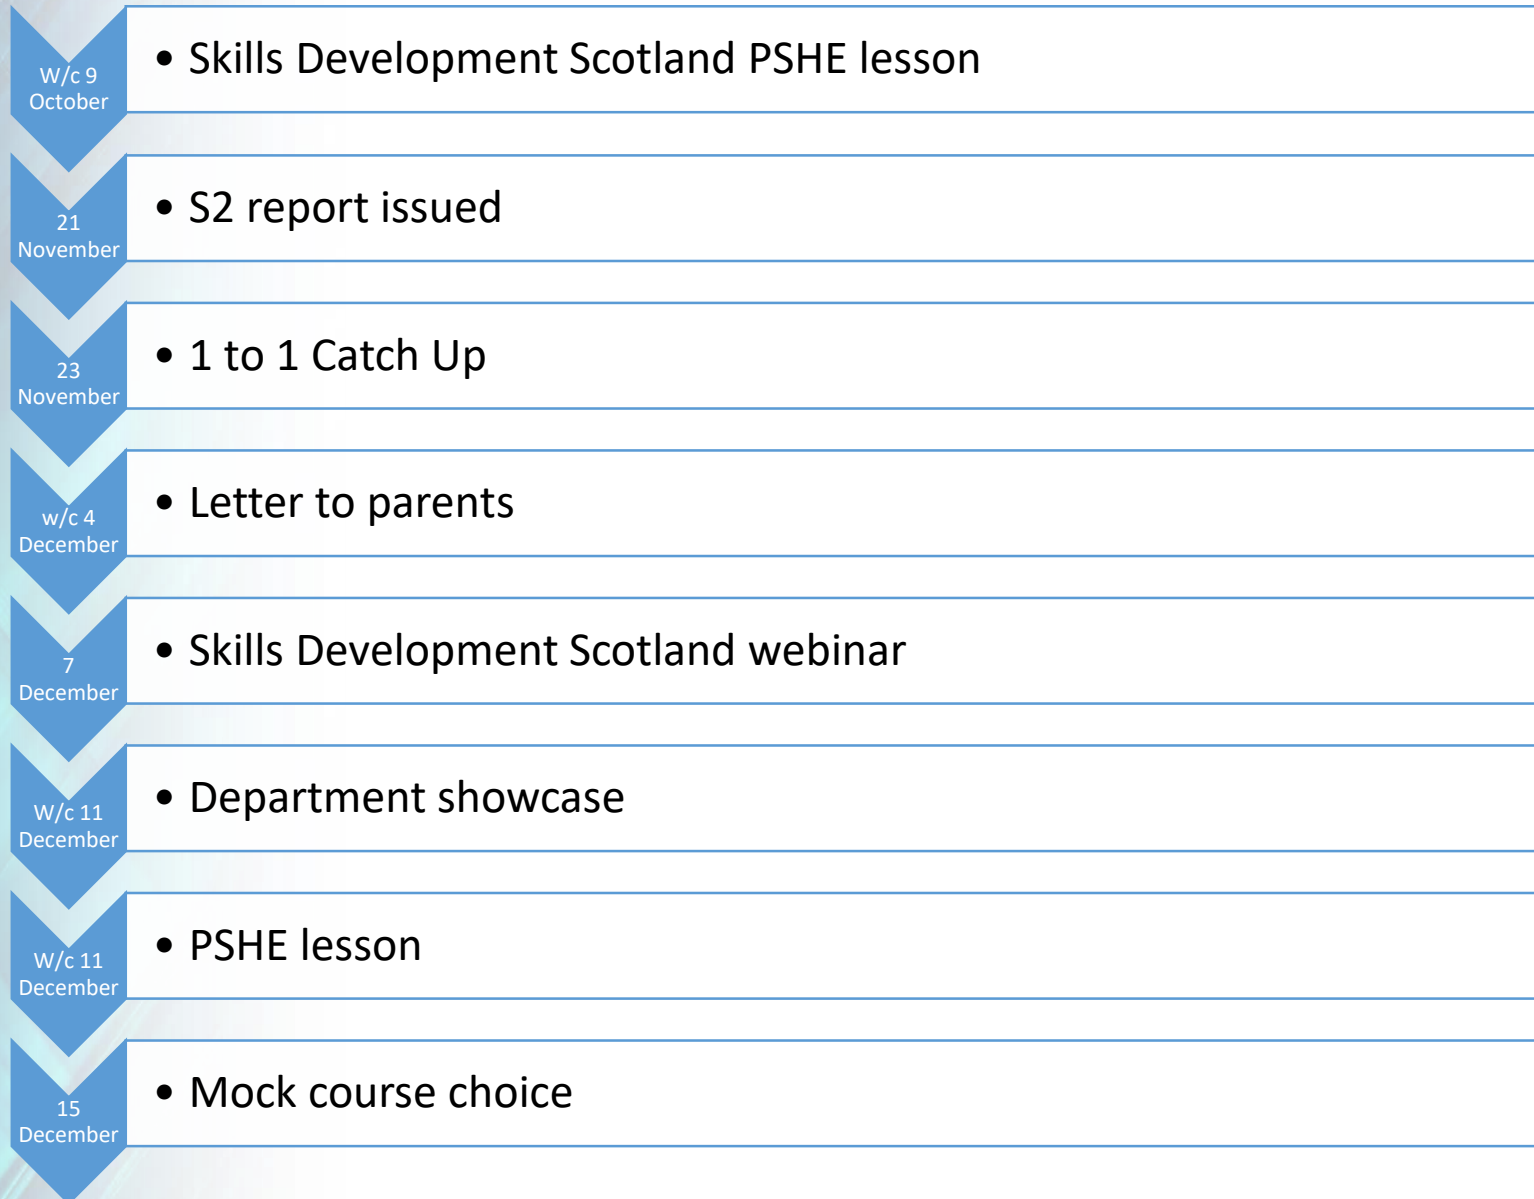 W/c 9
October
• Skills Development Scotland PSHE lesson
21
November
• S2 report issued
23
November
• 1 to 1 Catch Up
w/c 4
December
• Letter to parents
7
December
• Skills Development Scotland webinar
W/c 11
December
• Department showcase
W/c 11
December
• PSHE lesson
15
December
• Mock course choice